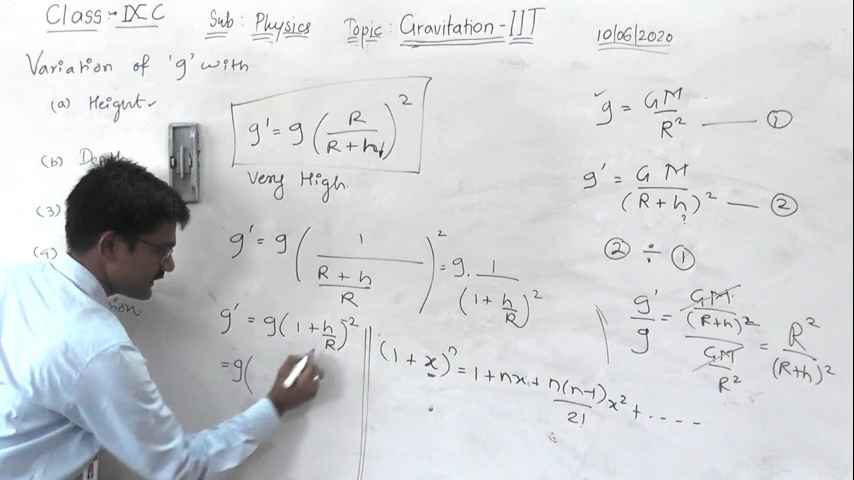 Class:- IX C Sub : Physics Topic : Gravitation - IIT 10/06/2020
Variation of 'g' with
(a) Height
(b)
(3)
(4)
g' = g (R/(R+h))²
Very High.
g' = g (1/((R+h)/R))² = g. 1/(1+h/R)²
g' = g(1+h/R)⁻²
= g(
(1+x)ⁿ = 1+nx+ n(n-1)/2! x² + - - - -
g = GM/R² —— ①
g' = GM/(R+h)² — ②
② ÷ ①
g'/g = (GM/(R+h)²)/(GM/R²) = R²/(R+h)²